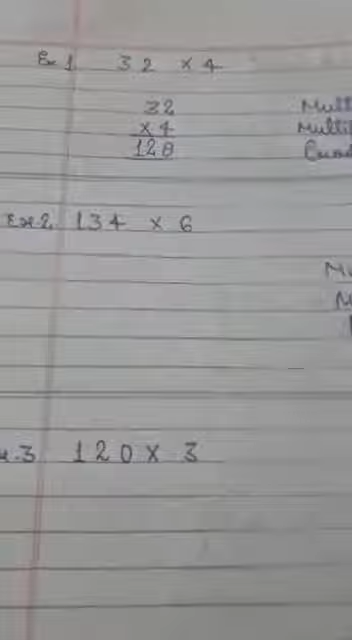 Ex 1 32 × 4
32
× 4
128
Ex 2. 134 × 6
.3 120 × 3